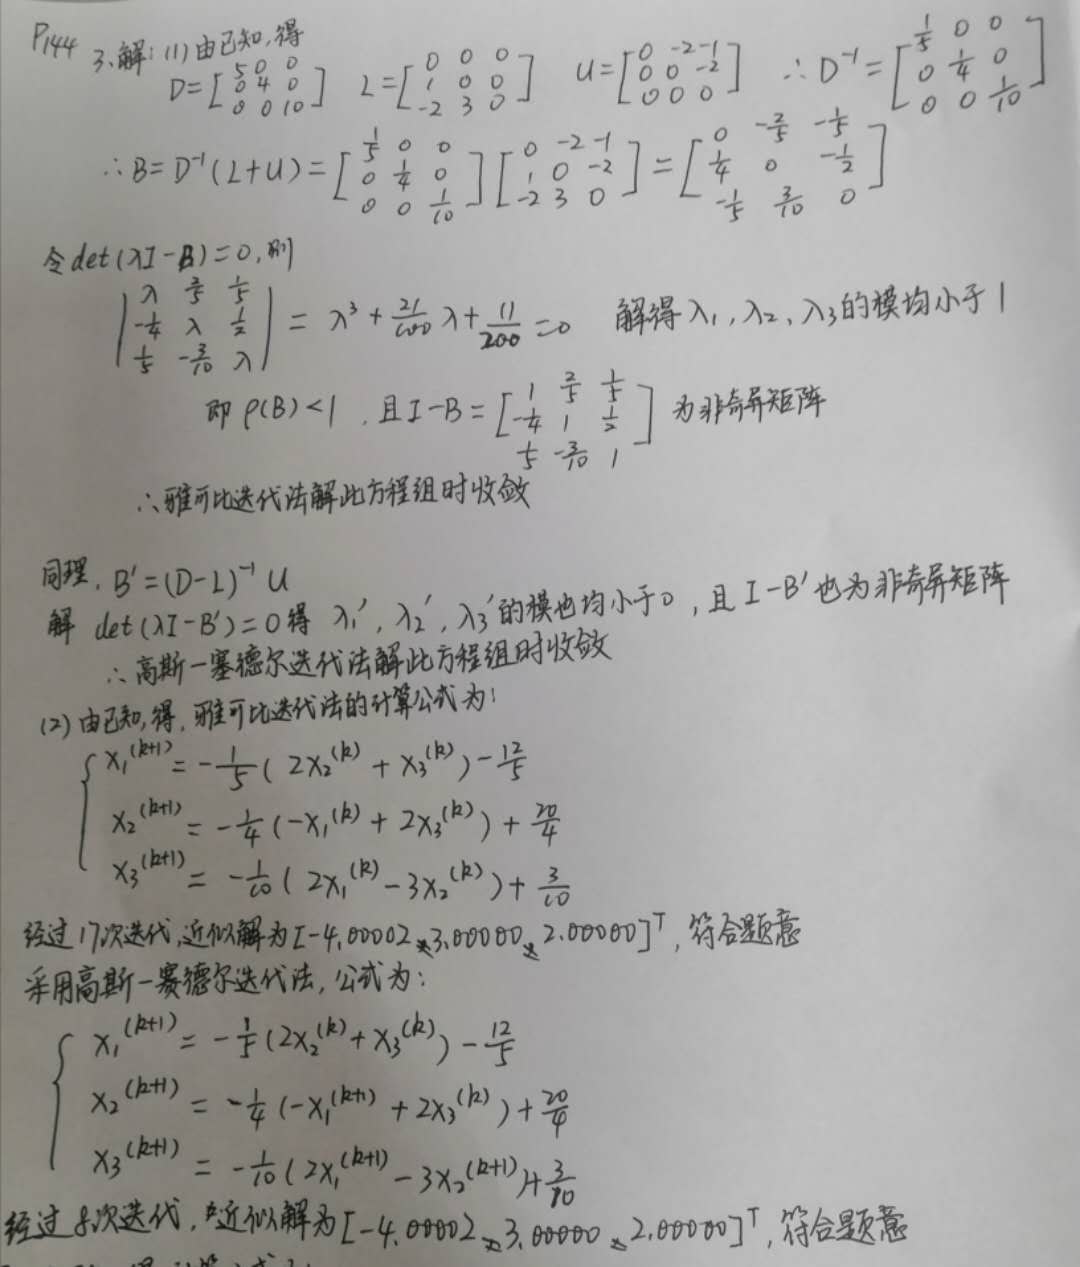 P144 3、解: (1) 由已知,得
D=[5 0 0; 0 4 0; 0 0 10] L=[0 0 0; 1 0 0; -2 3 0] U=[0 -2 -1; 0 0 -2; 0 0 0] ∴D⁻¹=[1/5 0 0; 0 1/4 0; 0 0 1/10]
∴B=D⁻¹(L+U)=[1/5 0 0; 0 1/4 0; 0 0 1/10][0 -2 -1; 1 0 -2; -2 3 0]=[0 -2/5 -1/5; 1/4 0 -1/2; -1/5 3/10 0]
令det(λI-B)=0,则
|λ 2/5 1/5; -1/4 λ 1/2; 1/5 -3/10 λ| = λ³+21/100 λ+11/200=0 解得λ₁,λ₂、λ₃的模均小于1
即 ρ(B)<1 ,且I-B=[1 2/5 1/5; -1/4 1 1/2; 1/5 -3/10 1] 为非奇异矩阵
∴雅可比迭代法解此方程组时收敛
同理, B'=(D-L)⁻¹U
解 det(λI-B')=0得 λ₁',λ₂',λ₃'的模也均小于0,且I-B'也为非奇异矩阵
∴高斯-塞德尔迭代法解此方程组时收敛
(2) 由已知,得,雅可比迭代法的计算公式为:
x₁^(k+1)=-1/5(2x₂^(k)+x₃^(k))-12/5
x₂^(k+1)=-1/4(-x₁^(k)+2x₃^(k))+20/4
x₃^(k+1)=-1/10(2x₁^(k)-3x₂^(k))+3/10
经过17次迭代,近似解为[-4.00002 3.00000 2.00000]ᵀ,符合题意
采用高斯-赛德尔迭代法,公式为:
x₁^(k+1)=-1/5(2x₂^(k)+x₃^(k))-12/5
x₂^(k+1)=-1/4(-x₁^(k+1)+2x₃^(k))+20/4
x₃^(k+1)=-1/10(2x₁^(k+1)-3x₂^(k+1))+3/10
经过8次迭代,近似解为[-4.00002 3.00000 2.00000]ᵀ,符合题意